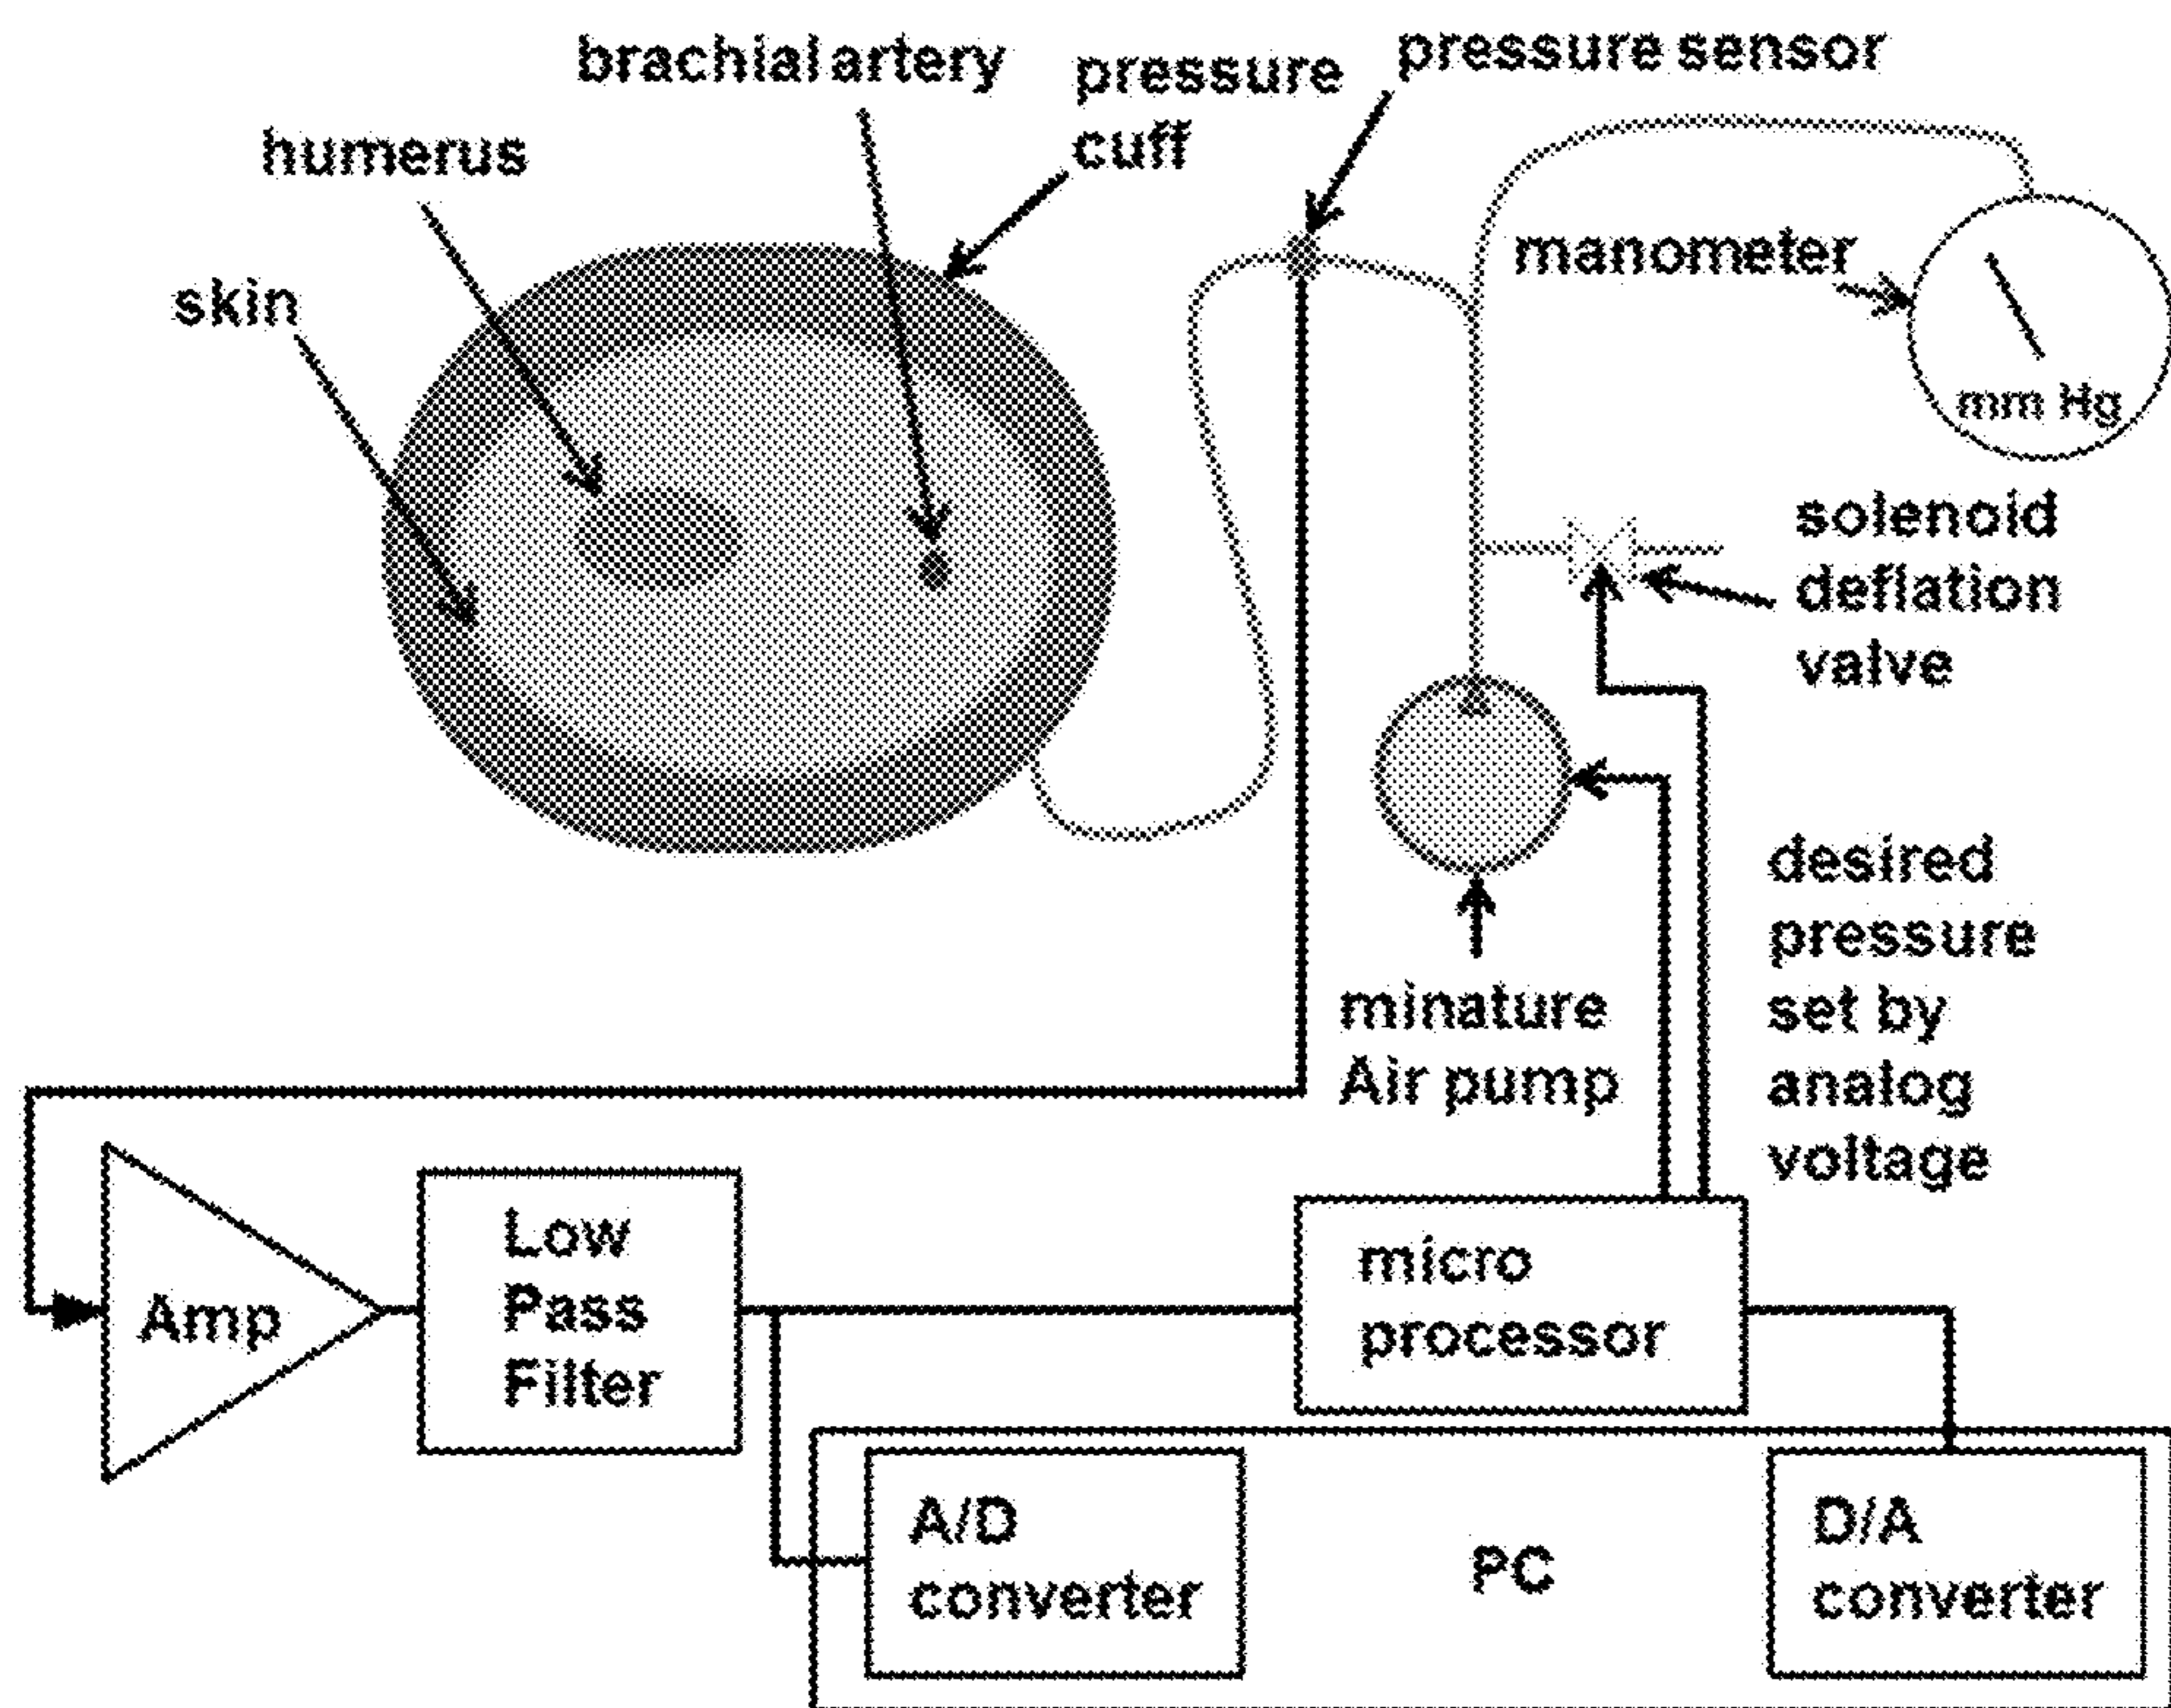 brachial artery
pressure
cuff
pressure sensor
humerus
skin
manometer
mm Hg
solenoid
deflation
valve
minature
Air pump
desired
pressure
set by
analog
voltage
Amp
Low
Pass
Filter
micro
processor
A/D
converter
PC
D/A
converter